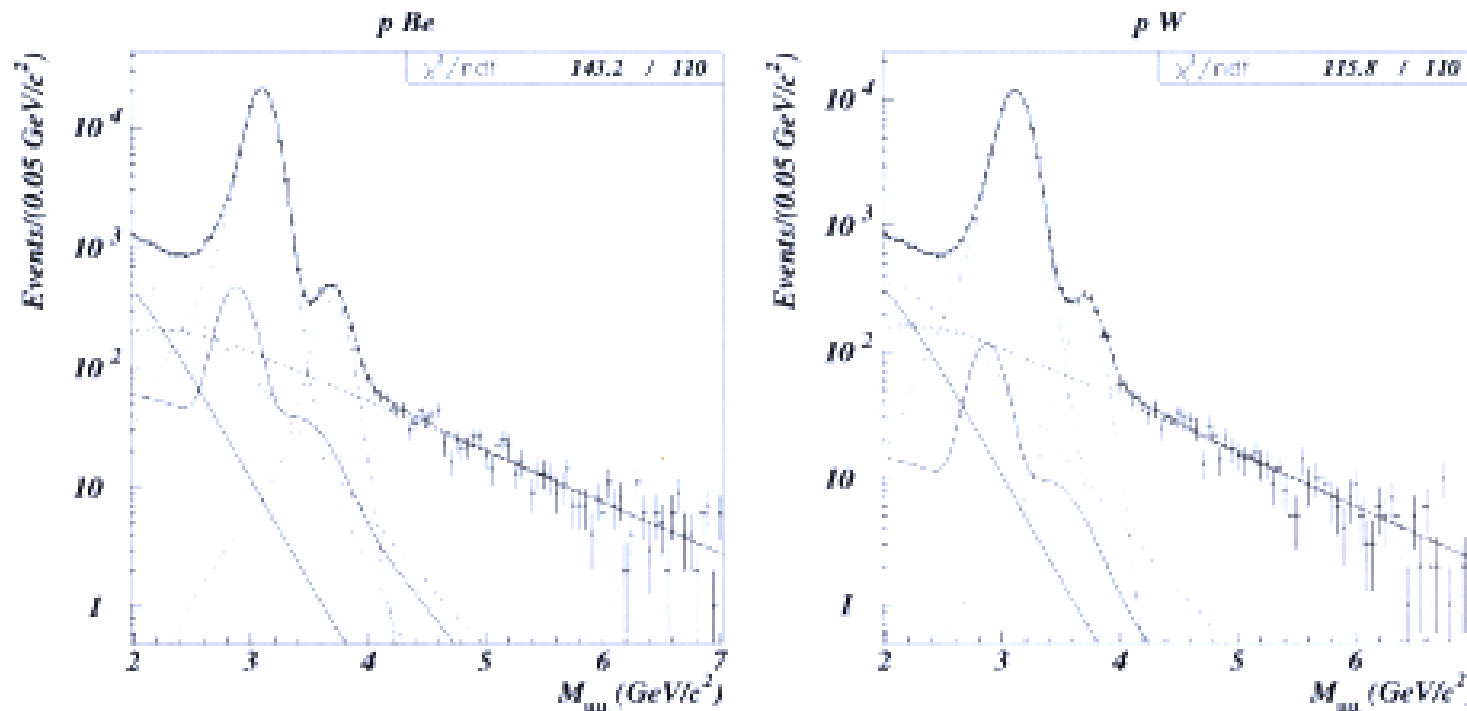 p Be
χ²/ndf 143.2 / 110
Events/(0.05 GeV/c²)
10⁴
10³
10²
10
1
2 3 4 5 6 7
M_μμ (GeV/c²)
p W
χ²/ndf 115.8 / 110
Events/(0.05 GeV/c²)
10⁴
10³
10²
10
1
2 3 4 5 6
M_μμ (GeV/c²